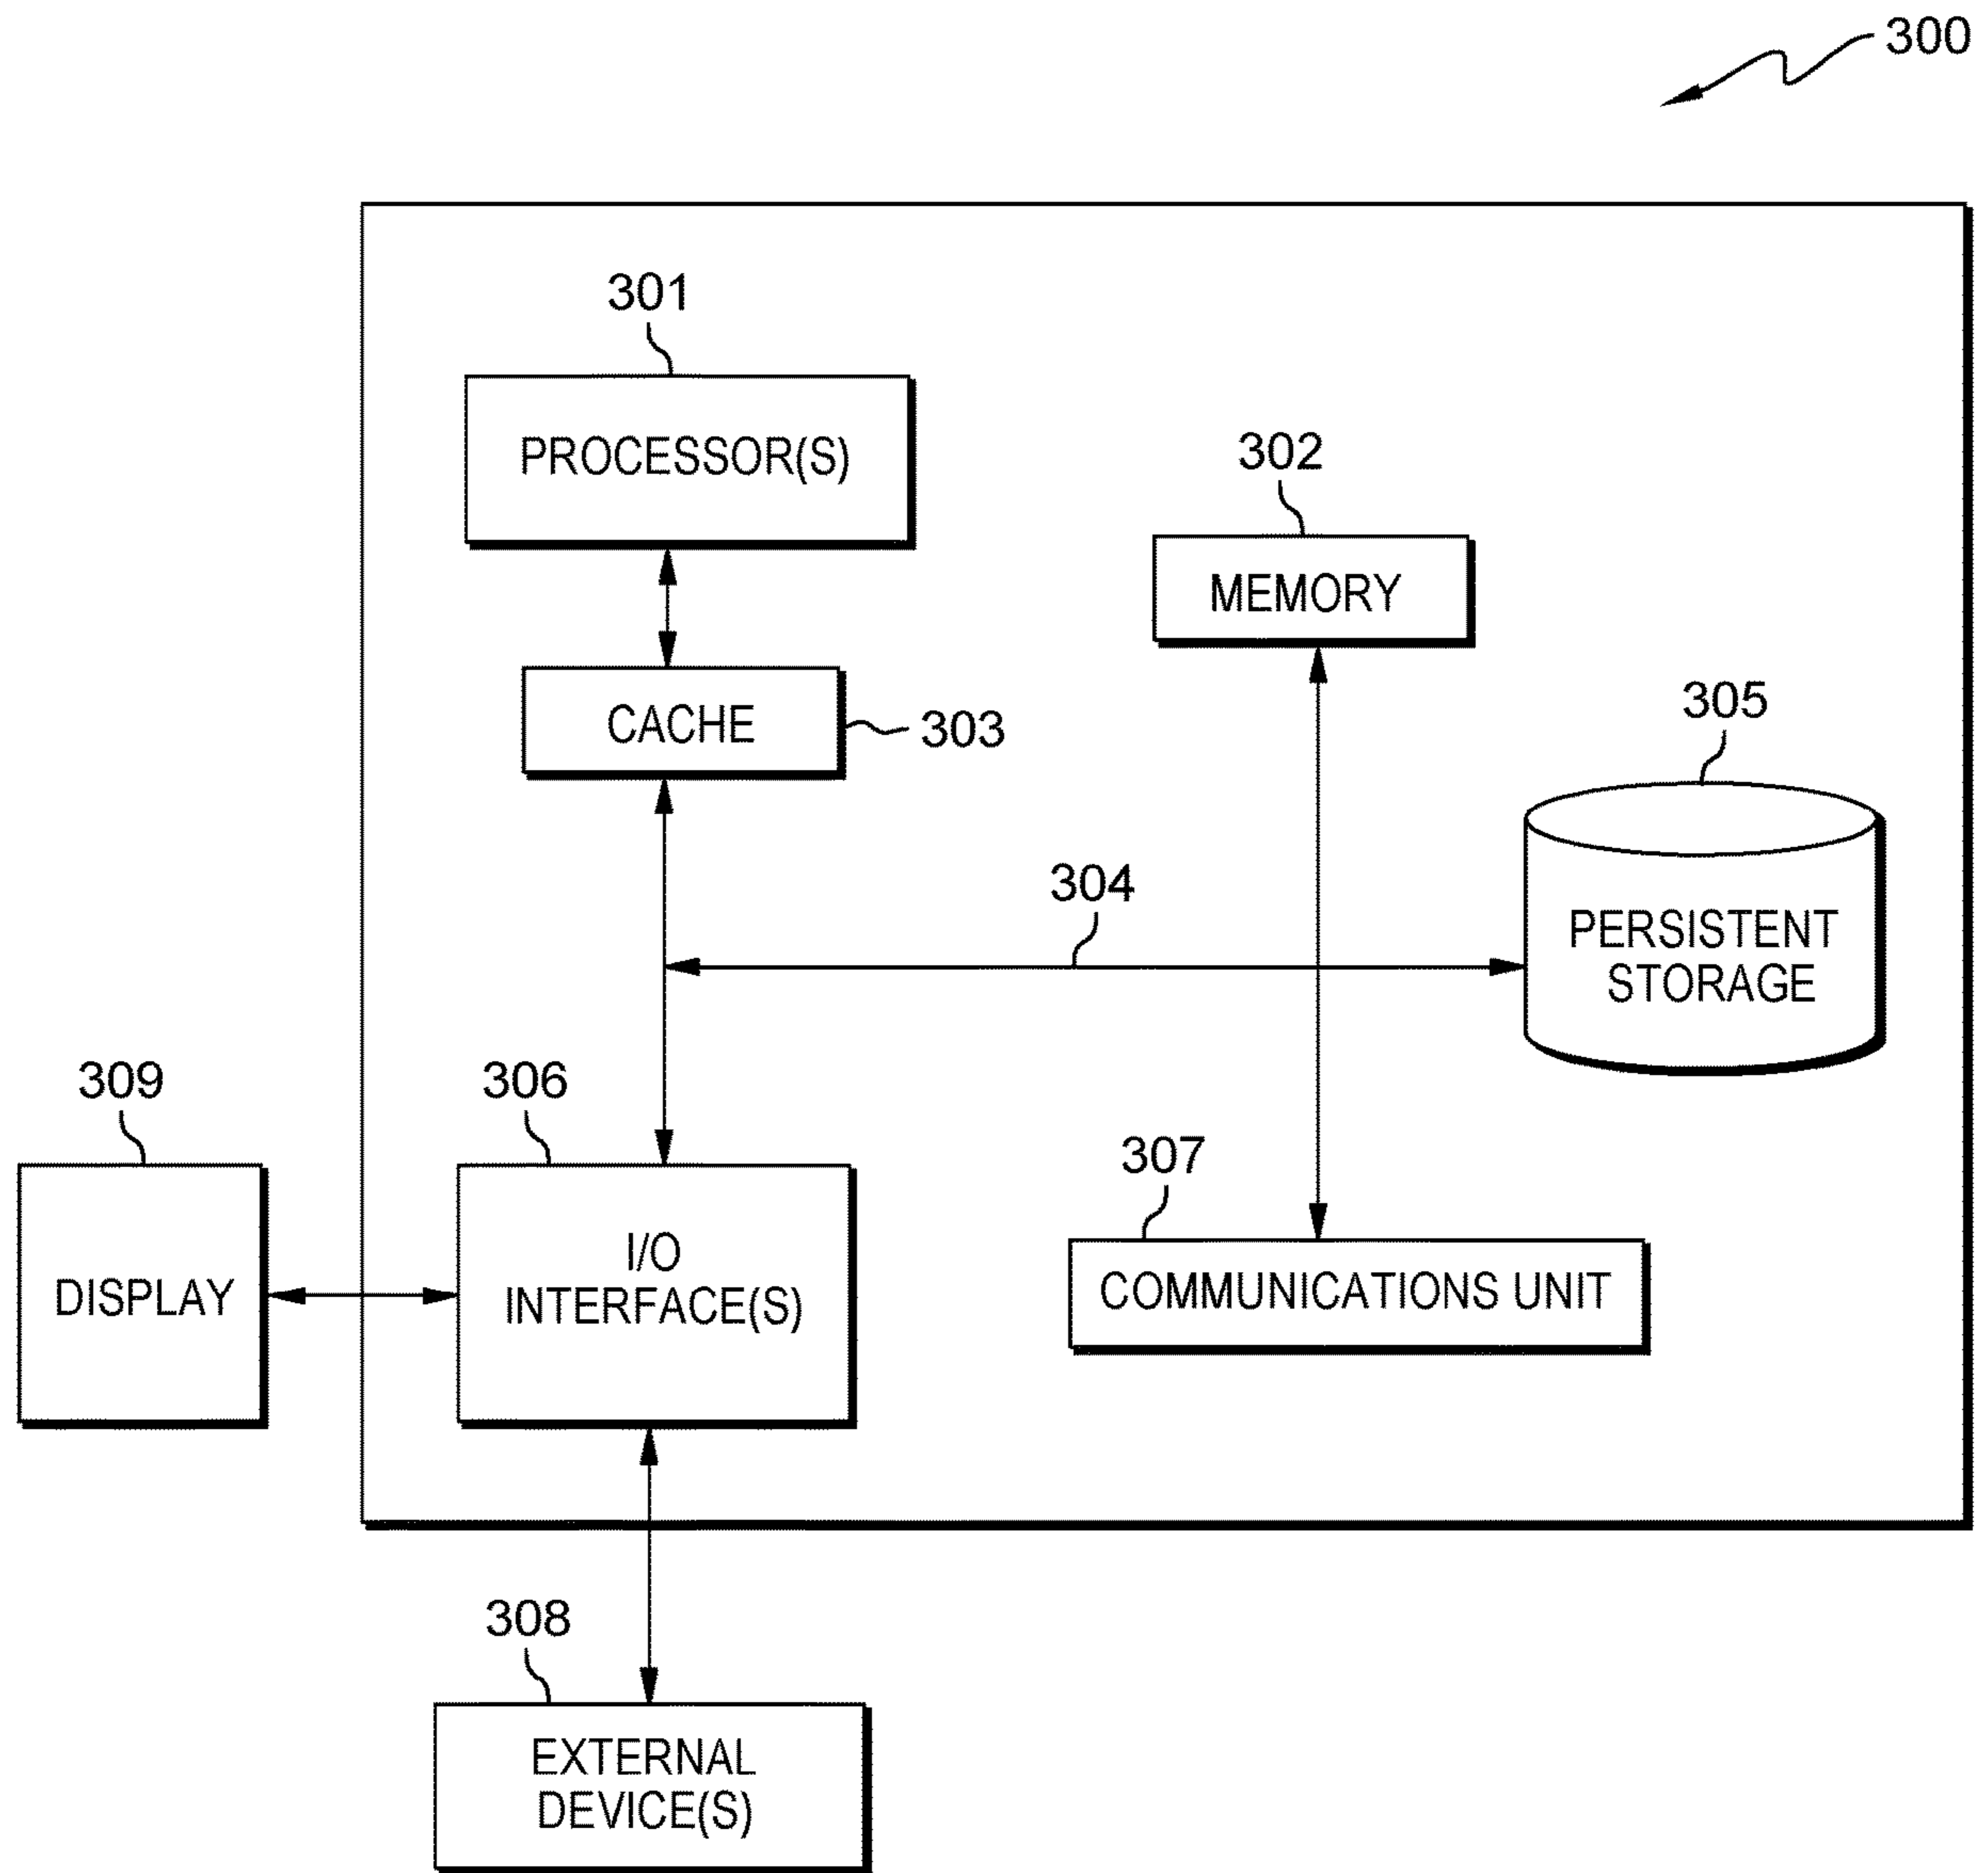 300
301
PROCESSOR(S)
302
MEMORY
CACHE
303
305
304
PERSISTENT
STORAGE
309
306
307
DISPLAY
I/O
INTERFACE(S)
COMMUNICATIONS UNIT
308
EXTERNAL
DEVICE(S)